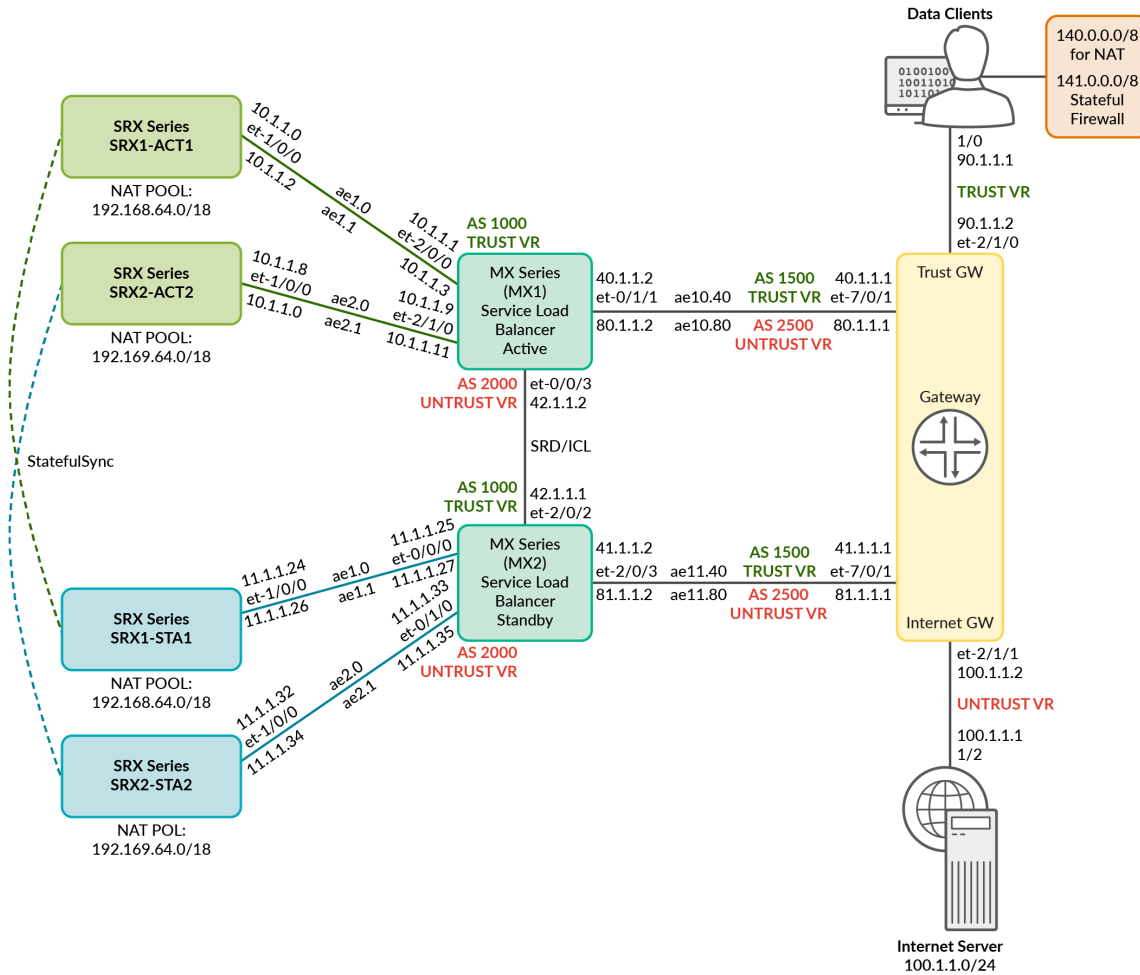 Data Clients
140.0.0.0/8
for NAT
141.0.0.0/8
Stateful
Firewall
0100100
10011010
10110
1/0
90.1.1.1
TRUST VR
90.1.1.2
et-2/1/0
SRX Series
SRX1-ACT1
NAT POOL:
192.168.64.0/18
10.1.1.0
et-1/0/0
10.1.1.2
ae1.0
ae1.1
10.1.1.1
et-2/0/0
10.1.1.3
SRX Series
SRX2-ACT2
NAT POOL:
192.169.64.0/18
10.1.1.8
et-1/0/0
10.1.1.0
ae2.0
ae2.1
10.1.1.9
et-2/1/0
10.1.1.11
AS 1000
TRUST VR
MX Series
(MX1)
Service Load
Balancer
Active
AS 2000
UNTRUST VR
et-0/0/3
42.1.1.2
40.1.1.2
et-0/1/1
80.1.1.2
ae10.40
ae10.80
AS 1500
TRUST VR
AS 2500
UNTRUST VR
40.1.1.1
et-7/0/1
80.1.1.1
Trust GW
Gateway
Internet GW
StatefulSync
SRD/ICL
AS 1000
TRUST VR
42.1.1.1
et-2/0/2
MX Series
(MX2)
Service Load
Balancer
Standby
AS 2000
UNTRUST VR
41.1.1.2
et-2/0/3
81.1.1.2
ae11.40
ae11.80
AS 1500
TRUST VR
AS 2500
UNTRUST VR
41.1.1.1
et-7/0/1
81.1.1.1
SRX Series
SRX1-STA1
NAT POOL:
192.168.64.0/18
11.1.1.24
et-1/0/0
11.1.1.26
ae1.0
ae1.1
11.1.1.25
et-0/0/0
11.1.1.27
SRX Series
SRX2-STA2
NAT POL:
192.169.64.0/18
11.1.1.32
et-1/0/0
11.1.1.34
ae2.0
ae2.1
11.1.1.33
et-0/1/0
11.1.1.35
et-2/1/1
100.1.1.2
UNTRUST VR
100.1.1.1
1/2
Internet Server
100.1.1.0/24